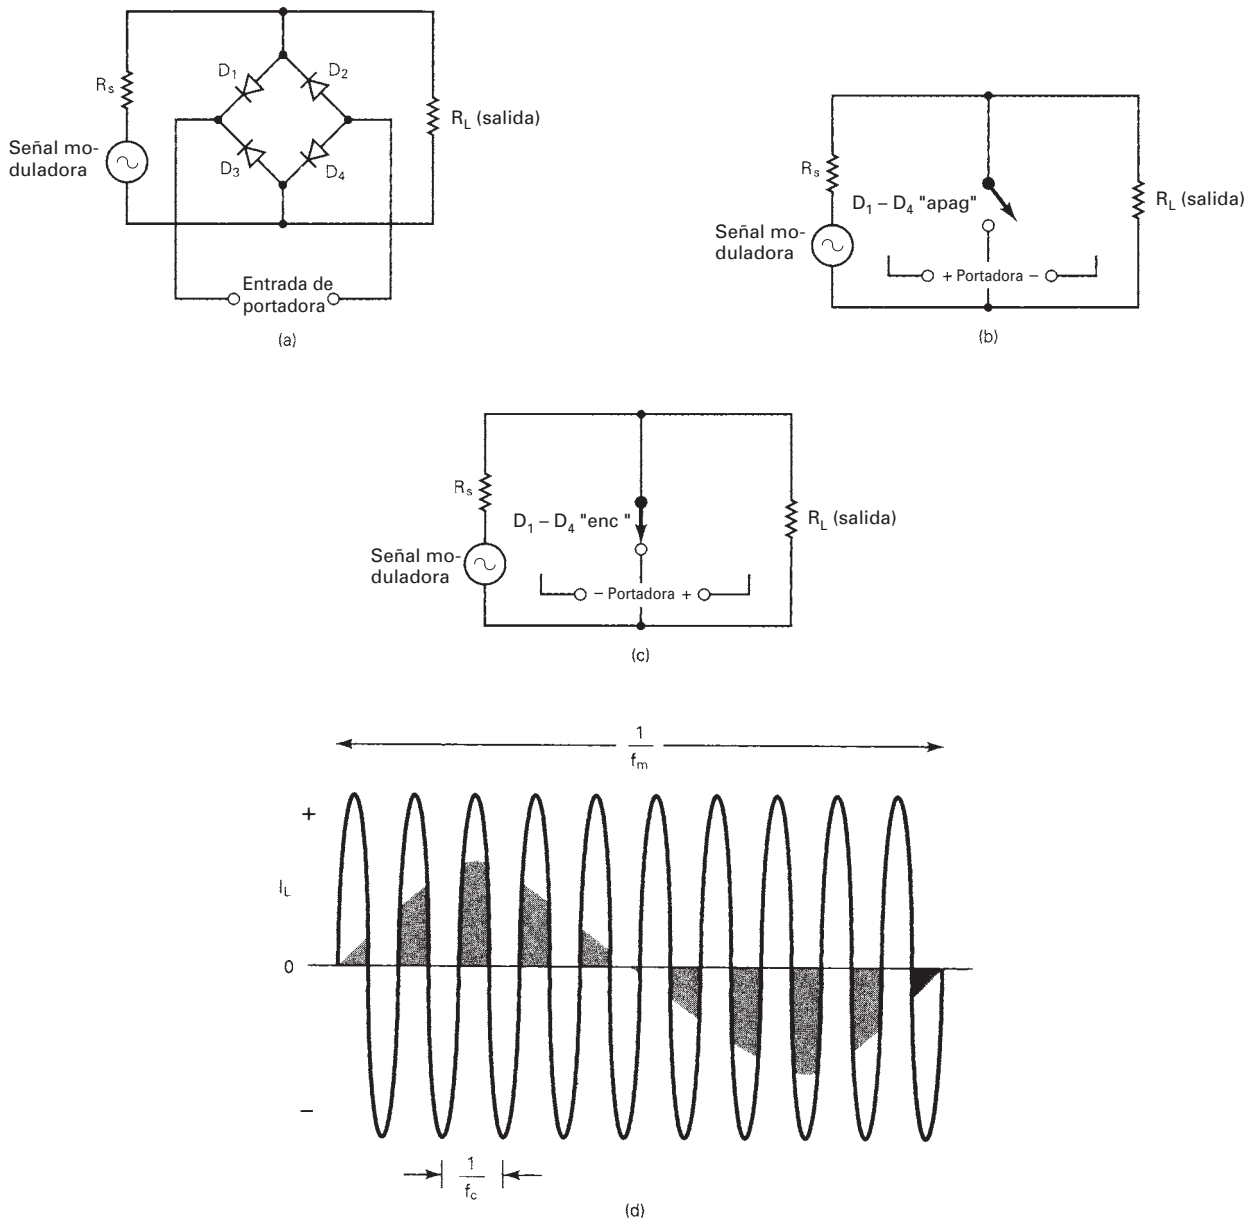 D1
D2
Rs
RL (salida)
Señal mo-
duladora
D3
D4
Entrada de
portadora
(a)
Rs
D1 – D4 "apag"
RL (salida)
Señal mo-
duladora
+ Portadora –
(b)
Rs
D1 – D4 "enc "
RL (salida)
Señal mo-
duladora
– Portadora +
(c)
1
fm
+
IL
0
–
1
fc
(d)